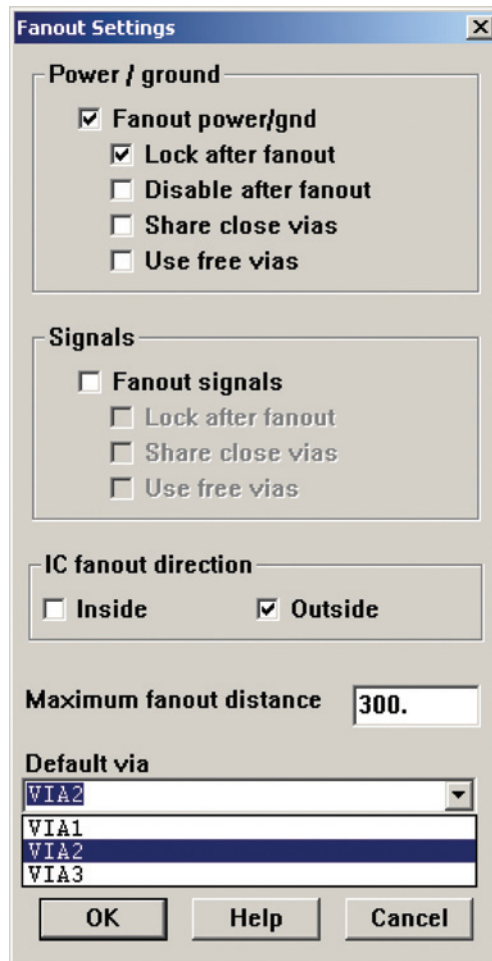 Fanout Settings
Power / ground
Fanout power/gnd
Lock after fanout
Disable after fanout
Share close vias
Use free vias
Signals
Fanout signals
Lock after fanout
Share close vias
Use free vias
IC fanout direction
Inside Outside
Maximum fanout distance 300.
Default via
VIA2
VIA1
VIA2
VIA3
OK Help Cancel